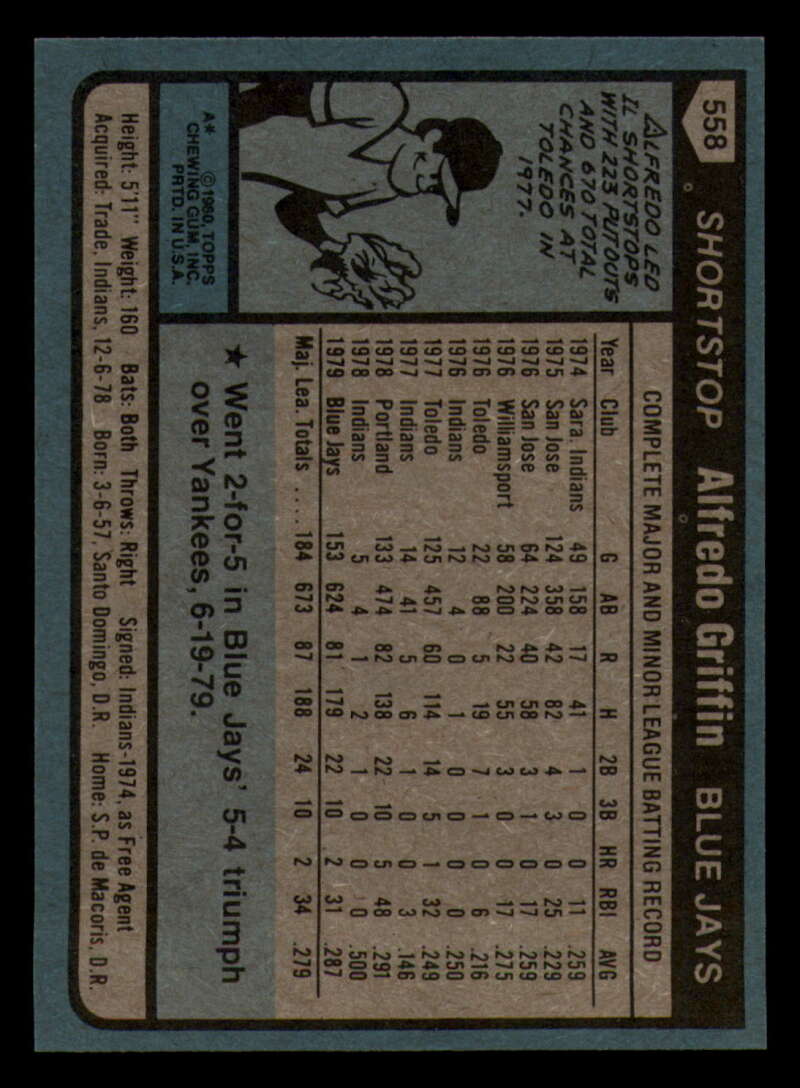 558 SHORTSTOP Alfredo Griffin BLUE JAYS
ALFREDO LED
IL SHORTSTOPS
WITH 223 PUTOUTS
AND 670 TOTAL
CHANCES AT
TOLEDO IN
1977.
A* ©1980, TOPPS
CHEWING GUM, INC.
PRTD. IN U.S.A.
COMPLETE MAJOR AND MINOR LEAGUE BATTING RECORD
Year Club G AB R H 2B 3B HR RBI AVG
1974 Sara. Indians 49 158 17 41 1 0 0 11 .259
1975 San Jose 124 358 42 82 4 3 0 25 .229
1976 San Jose 64 224 40 58 3 1 0 17 .259
1976 Williamsport 58 200 22 55 3 0 0 17 .275
1976 Toledo 22 88 5 19 7 1 0 6 .216
1976 Indians 12 4 0 1 0 0 0 0 .250
1977 Toledo 125 457 60 114 14 5 1 32 .249
1977 Indians 14 41 5 6 1 0 0 3 .146
1978 Portland 133 474 82 138 22 10 5 48 .291
1978 Indians 5 4 1 2 1 0 0 0 .500
1979 Blue Jays 153 624 81 179 22 10 2 31 .287
Maj. Lea. Totals .... 184 673 87 188 24 10 2 34 .279
★ Went 2-for-5 in Blue Jays' 5-4 triumph
over Yankees, 6-19-79.
Height: 5'11" Weight: 160 Bats: Both Throws: Right Signed: Indians-1974, as Free Agent
Acquired: Trade, Indians, 12-6-78 Born: 3-6-57, Santo Domingo, D.R. Home: S.P. de Macoris, D.R.